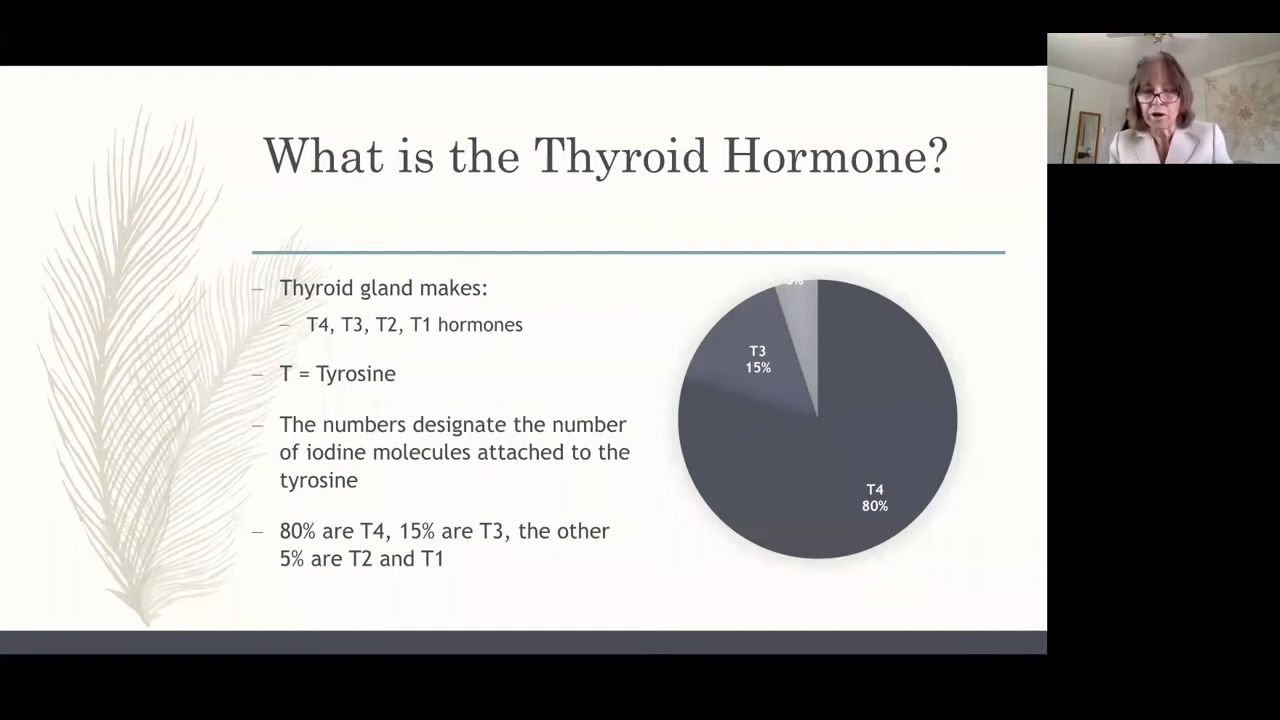 What is the Thyroid Hormone?
– Thyroid gland makes:
– T4, T3, T2, T1 hormones
– T = Tyrosine
– The numbers designate the number
of iodine molecules attached to the
tyrosine
– 80% are T4, 15% are T3, the other
5% are T2 and T1
5%
T3
15%
T4
80%